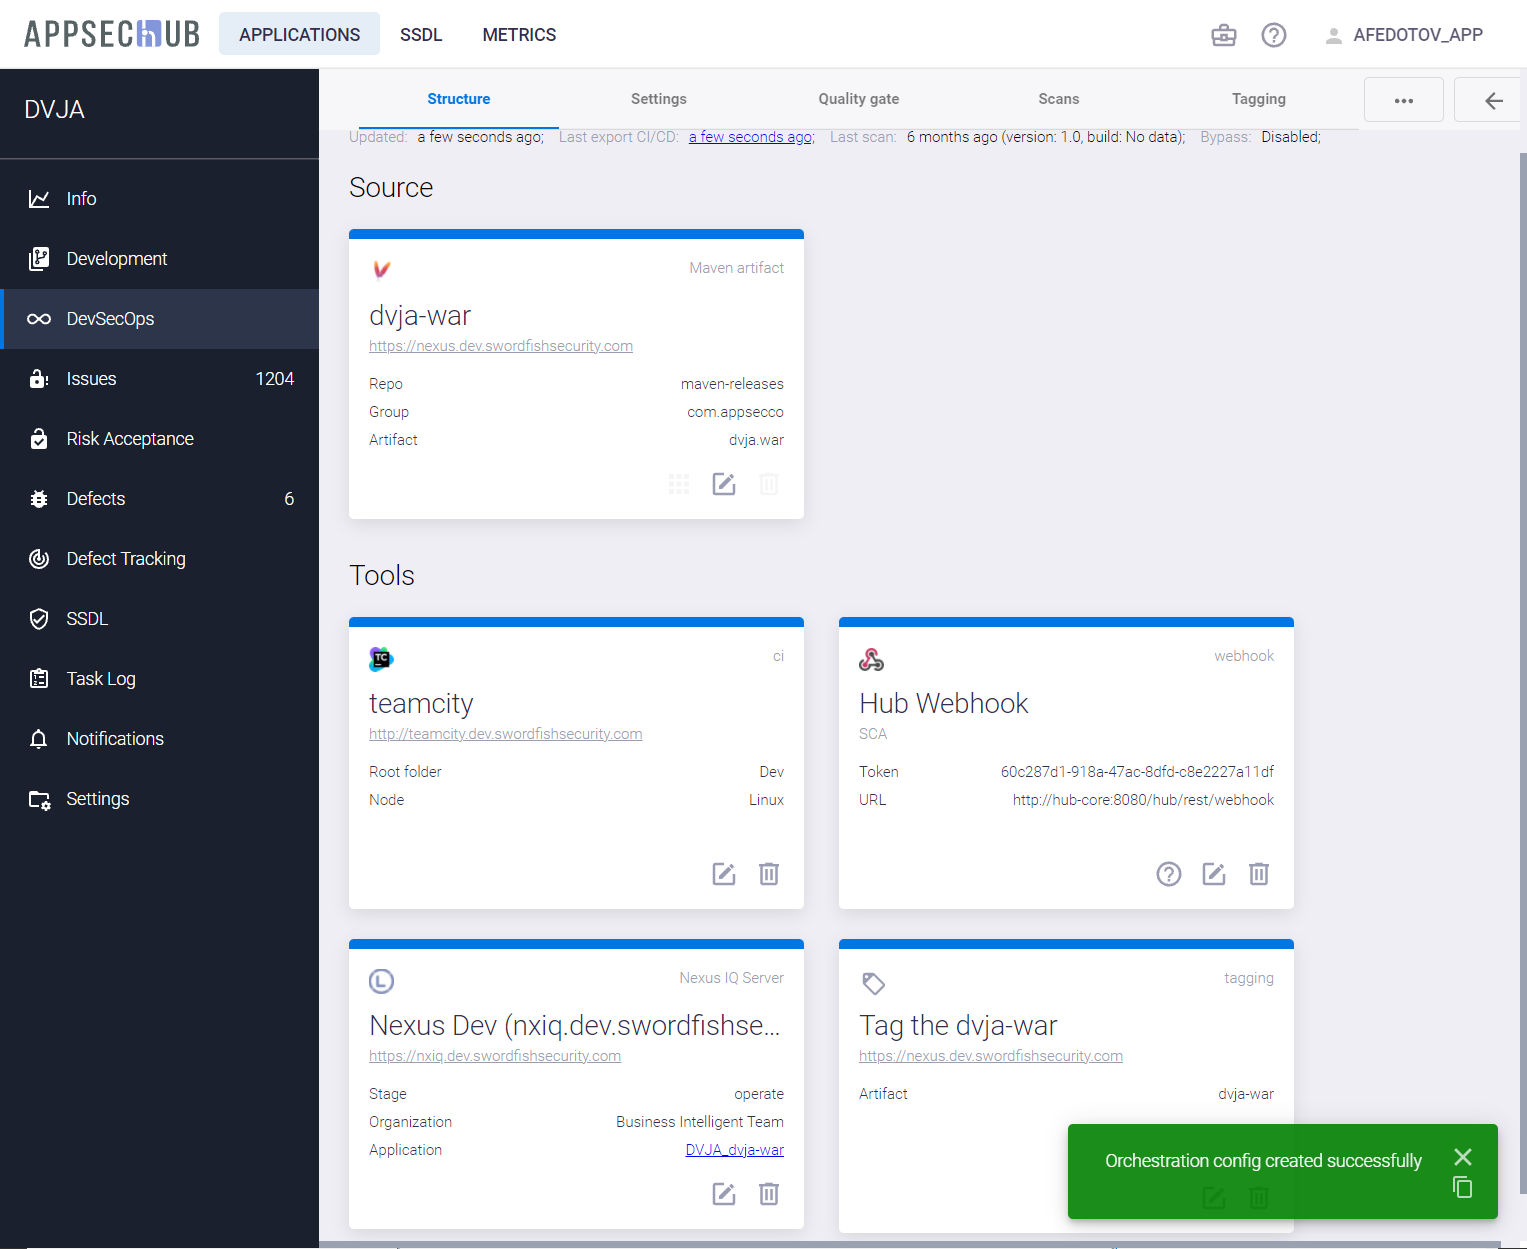 APPSECHUB
APPLICATIONS
SSDL
METRICS
AFEDOTOV_APP
DVJA
Structure
Settings
Quality gate
Scans
Tagging
Updated: a few seconds ago; Last export CI/CD: a few seconds ago; Last scan: 6 months ago (version: 1.0, build: No data); Bypass: Disabled;
Info
Development
DevSecOps
Issues 1204
Risk Acceptance
Defects 6
Defect Tracking
SSDL
Task Log
Notifications
Settings
Source
Maven artifact
dvja-war
https://nexus.dev.swordfishsecurity.com
Repo maven-releases
Group com.appsecco
Artifact dvja.war
Tools
TC
ci
teamcity
http://teamcity.dev.swordfishsecurity.com
Root folder Dev
Node Linux
webhook
Hub Webhook
SCA
Token 60c287d1-918a-47ac-8dfd-c8e2227a11df
URL http://hub-core:8080/hub/rest/webhook
L
Nexus IQ Server
Nexus Dev (nxiq.dev.swordfishse...
https://nxiq.dev.swordfishsecurity.com
Stage operate
Organization Business Intelligent Team
Application DVJA_dvja-war
tagging
Tag the dvja-war
https://nexus.dev.swordfishsecurity.com
Artifact dvja-war
Orchestration config created successfully